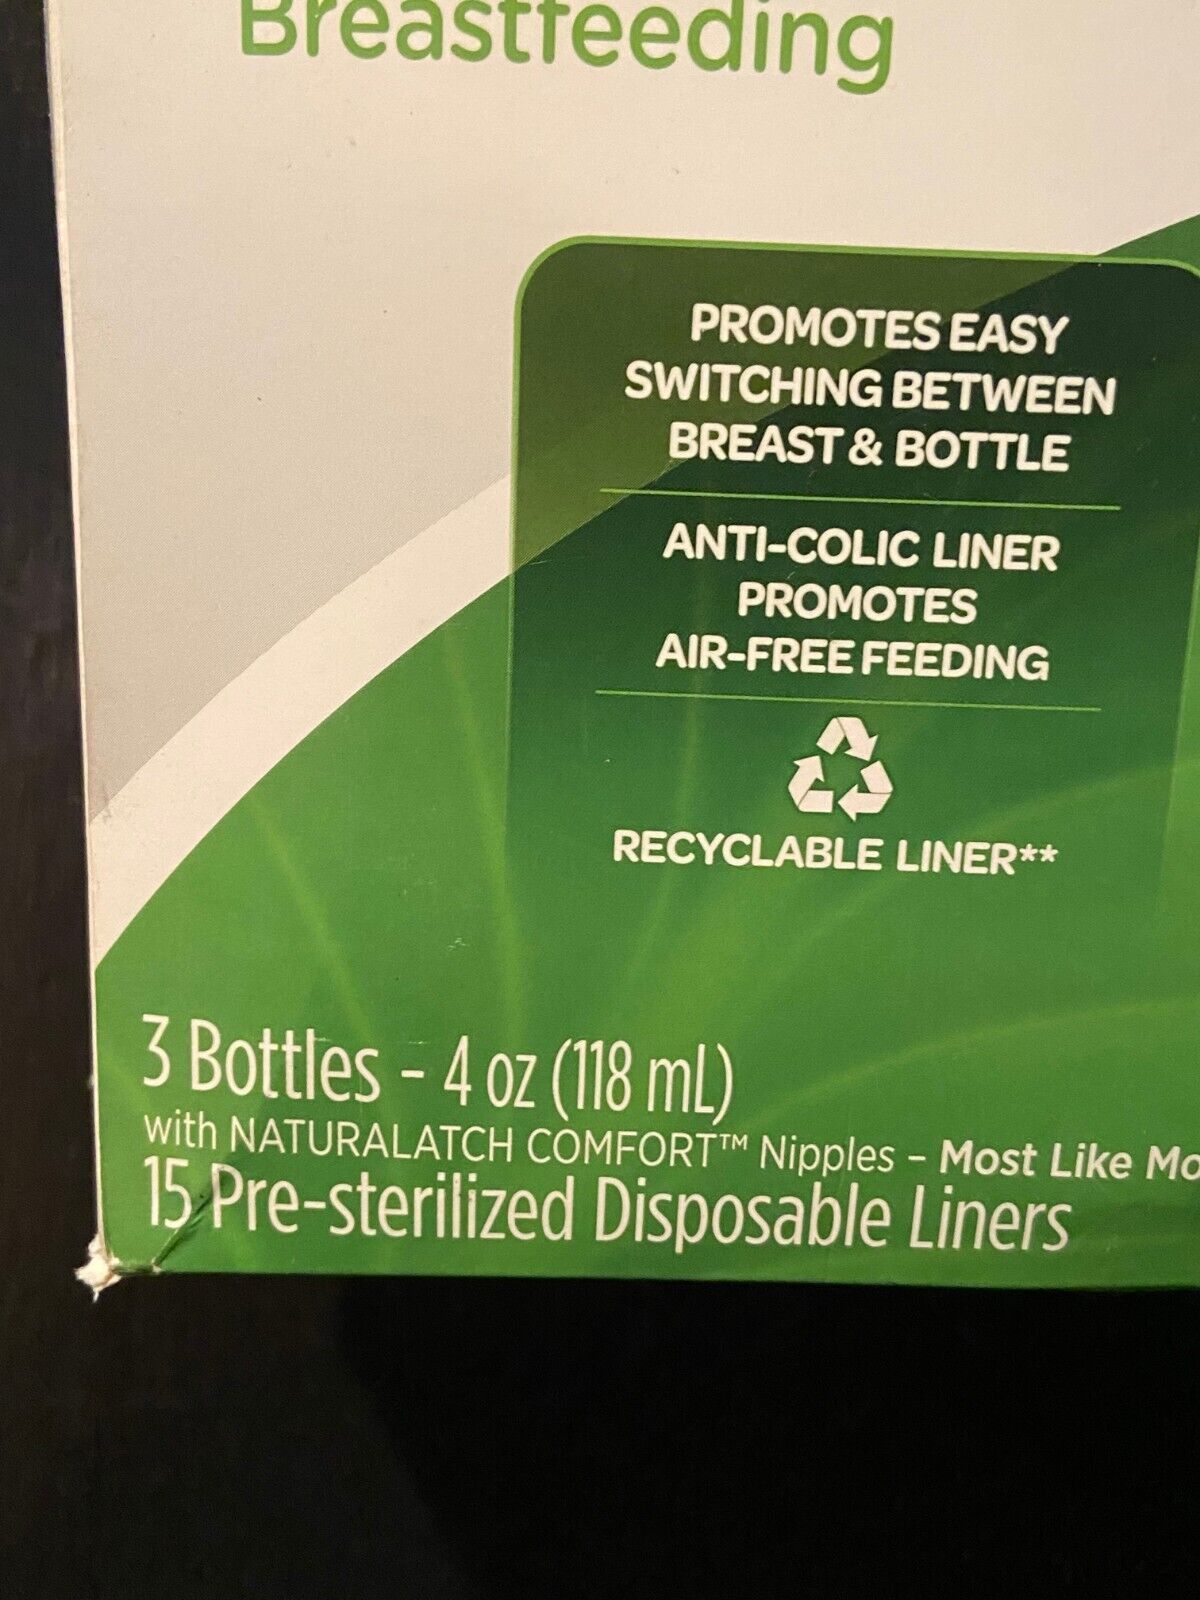 Breastfeeding
PROMOTES EASY
SWITCHING BETWEEN
BREAST & BOTTLE
ANTI-COLIC LINER
PROMOTES
AIR-FREE FEEDING
RECYCLABLE LINER**
3 Bottles - 4 oz (118 mL)
with NATURALATCH COMFORT™ Nipples - Most Like Mo
15 Pre-sterilized Disposable Liners